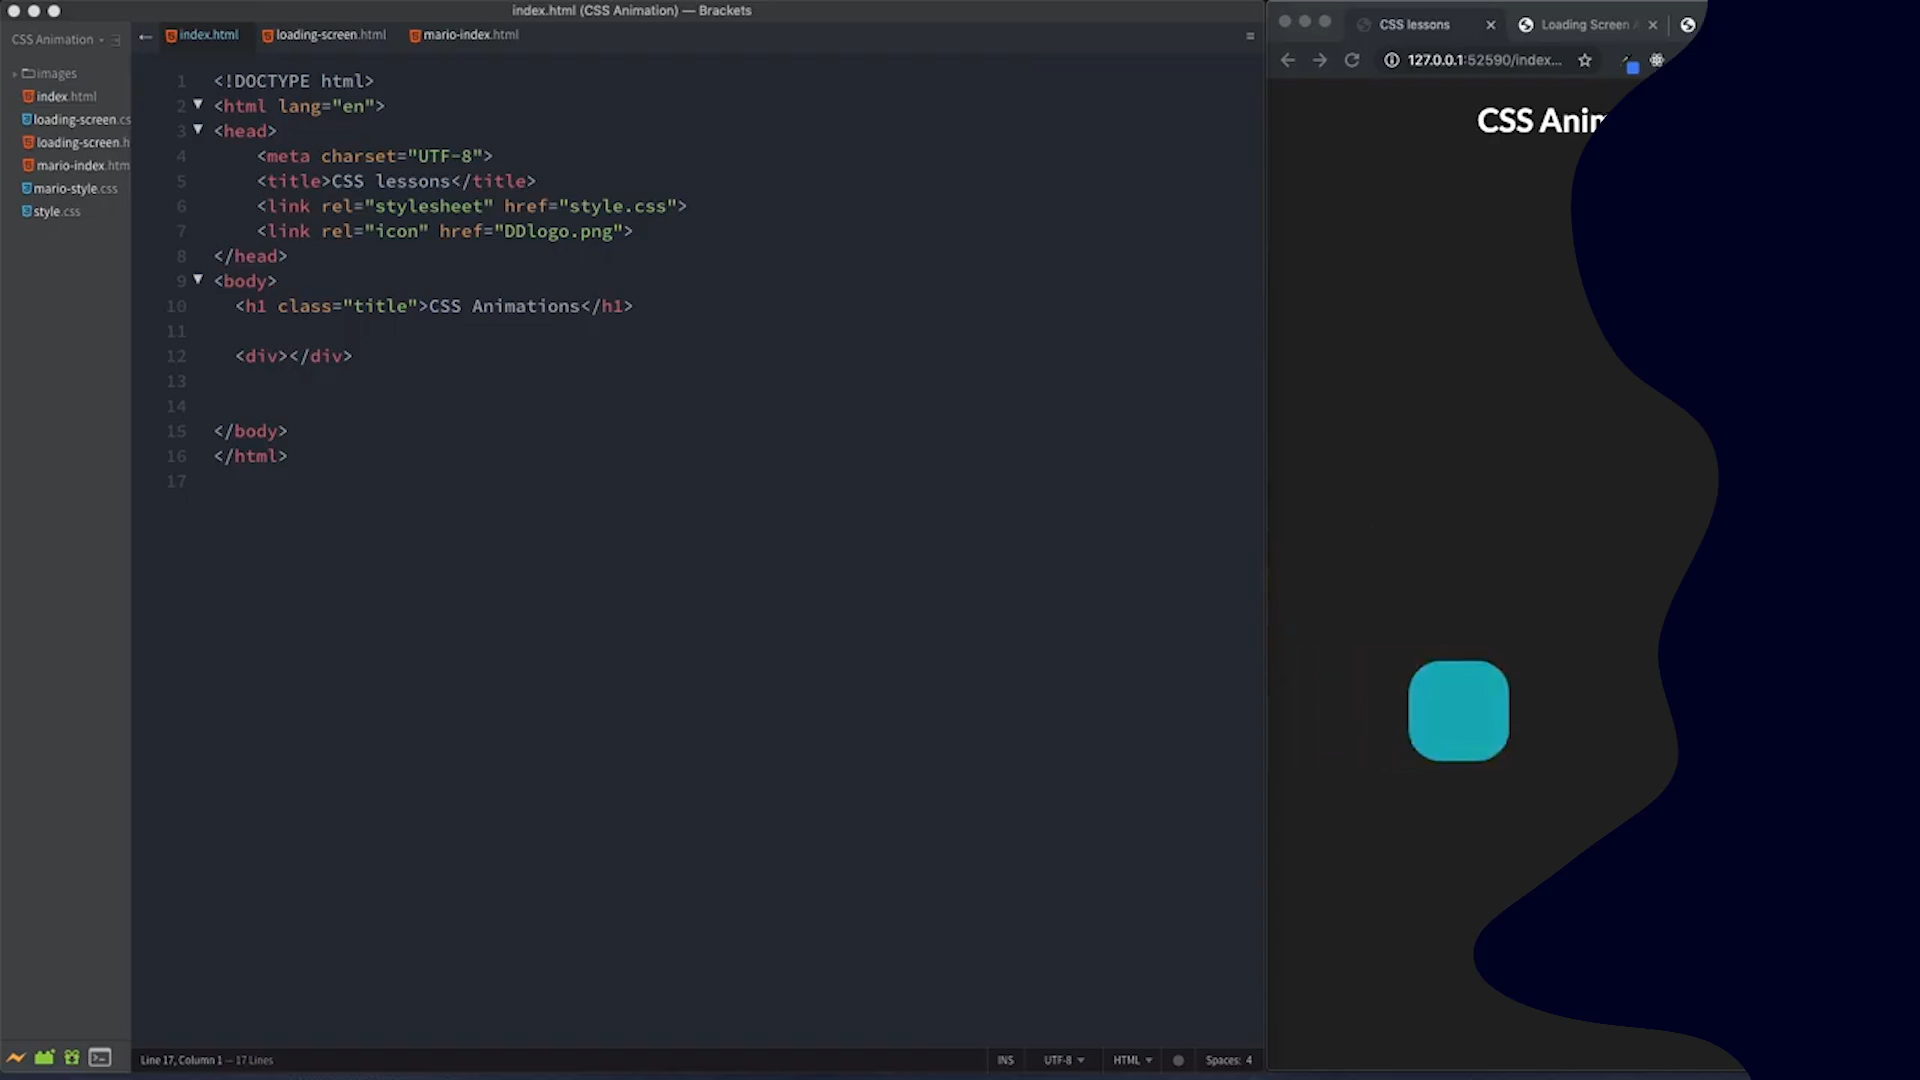 index.html (CSS Animation) — Brackets
CSS Animation
images
index.html
loading-screen.cs
loading-screen.h
mario-index.htm
mario-style.css
style.css
index.html
loading-screen.html
mario-index.html
1 <!DOCTYPE html>
2 <html lang="en">
3 <head>
4 <meta charset="UTF-8">
5 <title>CSS lessons</title>
6 <link rel="stylesheet" href="style.css">
7 <link rel="icon" href="DDlogo.png">
8 </head>
9 <body>
10 <h1 class="title">CSS Animations</h1>
11
12 <div></div>
13
14
15 </body>
16 </html>
17
Line 17, Column 1 — 17 Lines
INS
UTF-8
HTML
Spaces: 4
CSS lessons
Loading Screen
127.0.0.1:52590/index...
CSS Anim